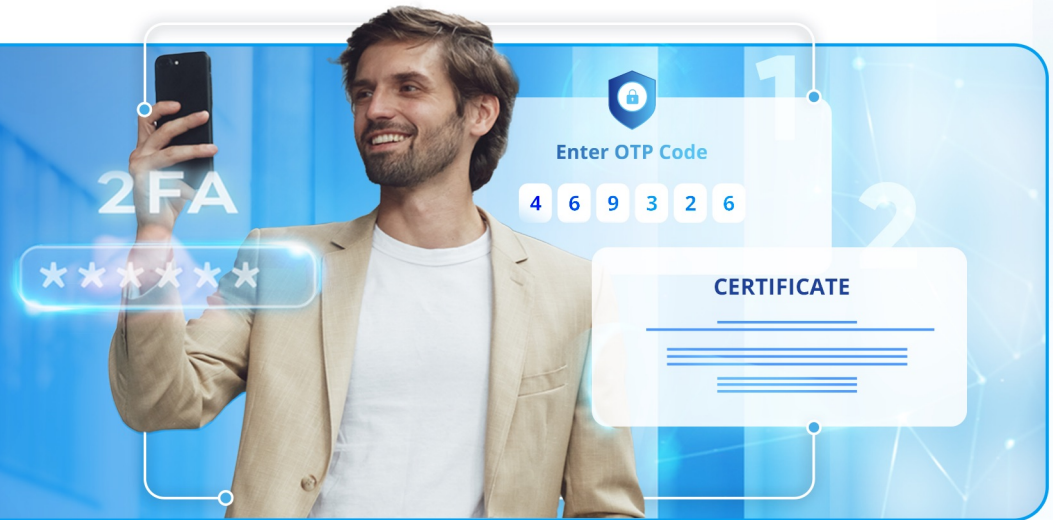 1
Enter OTP Code
2FA
4 6 9 3 2 6
2
******
CERTIFICATE